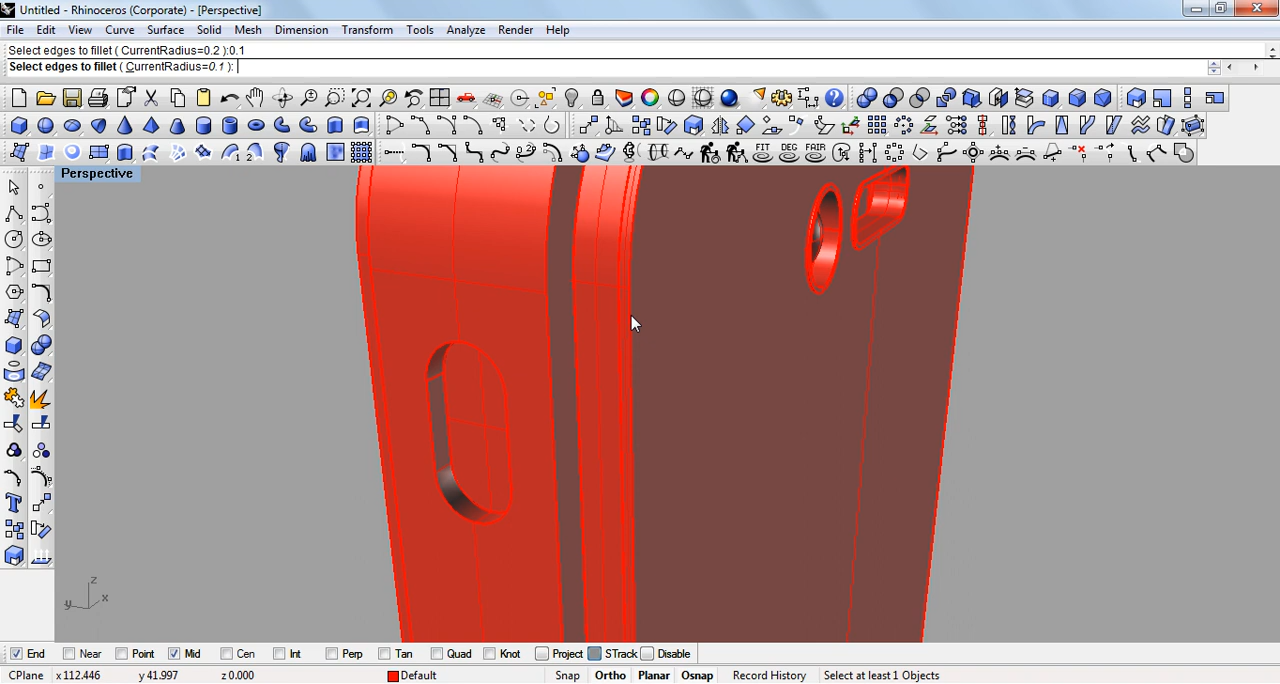 Untitled - Rhinoceros (Corporate) - [Perspective]
File Edit View Curve Surface Solid Mesh Dimension Transform Tools Analyze Render Help
Select edges to fillet ( CurrentRadius=0.2 ):0.1
Select edges to fillet ( CurrentRadius=0.1 ):
FIT DEG FAIR
Perspective
z
y x
End Near Point Mid Cen Int Perp Tan Quad Knot Project STrack Disable
CPlane x 112.446 y 41.997 z 0.000 Default Snap Ortho Planar Osnap Record History Select at least 1 Objects